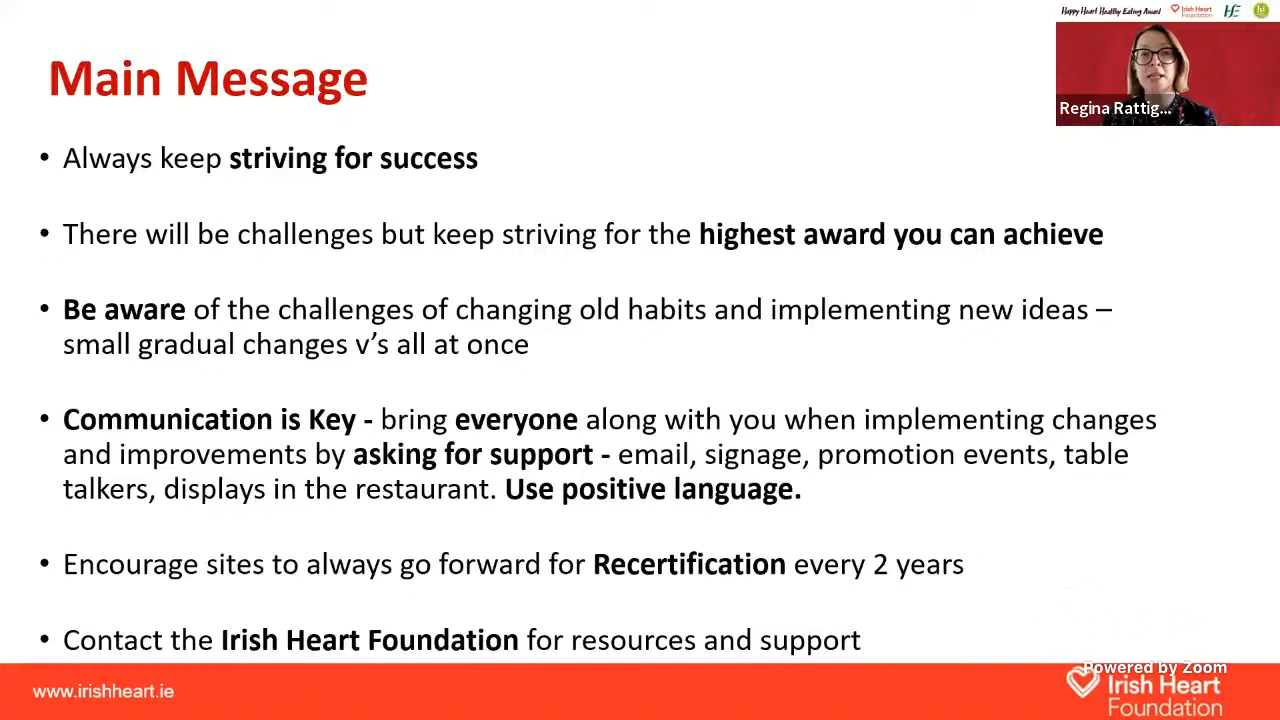 Happy Heart Healthy Eating Award
Irish Heart
Foundation
Regina Rattig...
Main Message
• Always keep striving for success
• There will be challenges but keep striving for the highest award you can achieve
• Be aware of the challenges of changing old habits and implementing new ideas –
small gradual changes v’s all at once
• Communication is Key - bring everyone along with you when implementing changes
and improvements by asking for support - email, signage, promotion events, table
talkers, displays in the restaurant. Use positive language.
• Encourage sites to always go forward for Recertification every 2 years
• Contact the Irish Heart Foundation for resources and support
www.irishheart.ie
Powered by Zoom
Irish Heart
Foundation